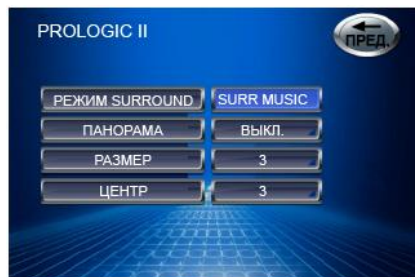 PROLOGIC II
ПРЕД.
РЕЖИМ SURROUND SURR MUSIC
ПАНОРАМА ВЫКЛ.
РАЗМЕР 3
ЦЕНТР 3